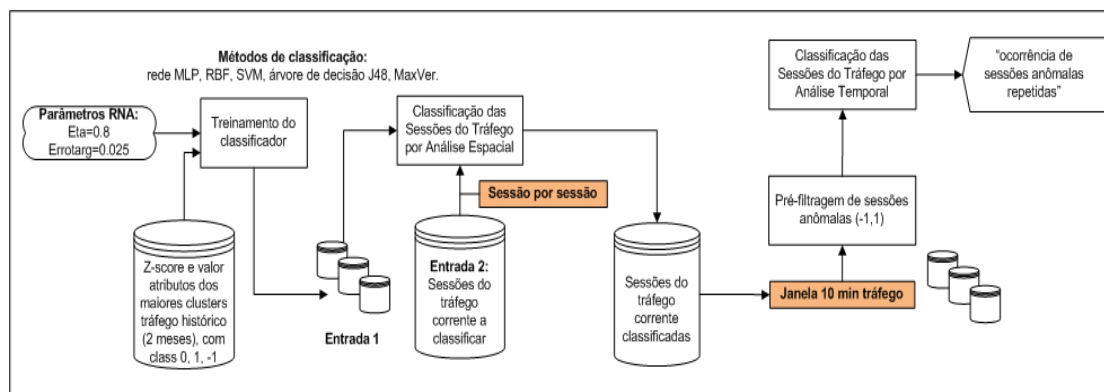 Métodos de classificação:
rede MLP, RBF, SVM, árvore de decisão J48, MaxVer.
Parâmetros RNA:
Eta=0.8
Errotarg=0.025
Treinamento do
classificador
Z-score e valor
atributos dos
maiores clusters
tráfego histórico
(2 meses), com
class 0, 1, -1
Entrada 1
Classificação das
Sessões do Tráfego
por Análise Espacial
Sessão por sessão
Entrada 2:
Sessões do
tráfego
corrente a
classificar
Sessões do
tráfego
corrente
classificadas
Janela 10 min tráfego
Pré-filtragem de sessões
anômalas (-1,1)
Classificação das
Sessões do Tráfego por
Análise Temporal
“ocorrência de
sessões anômalas
repetidas”